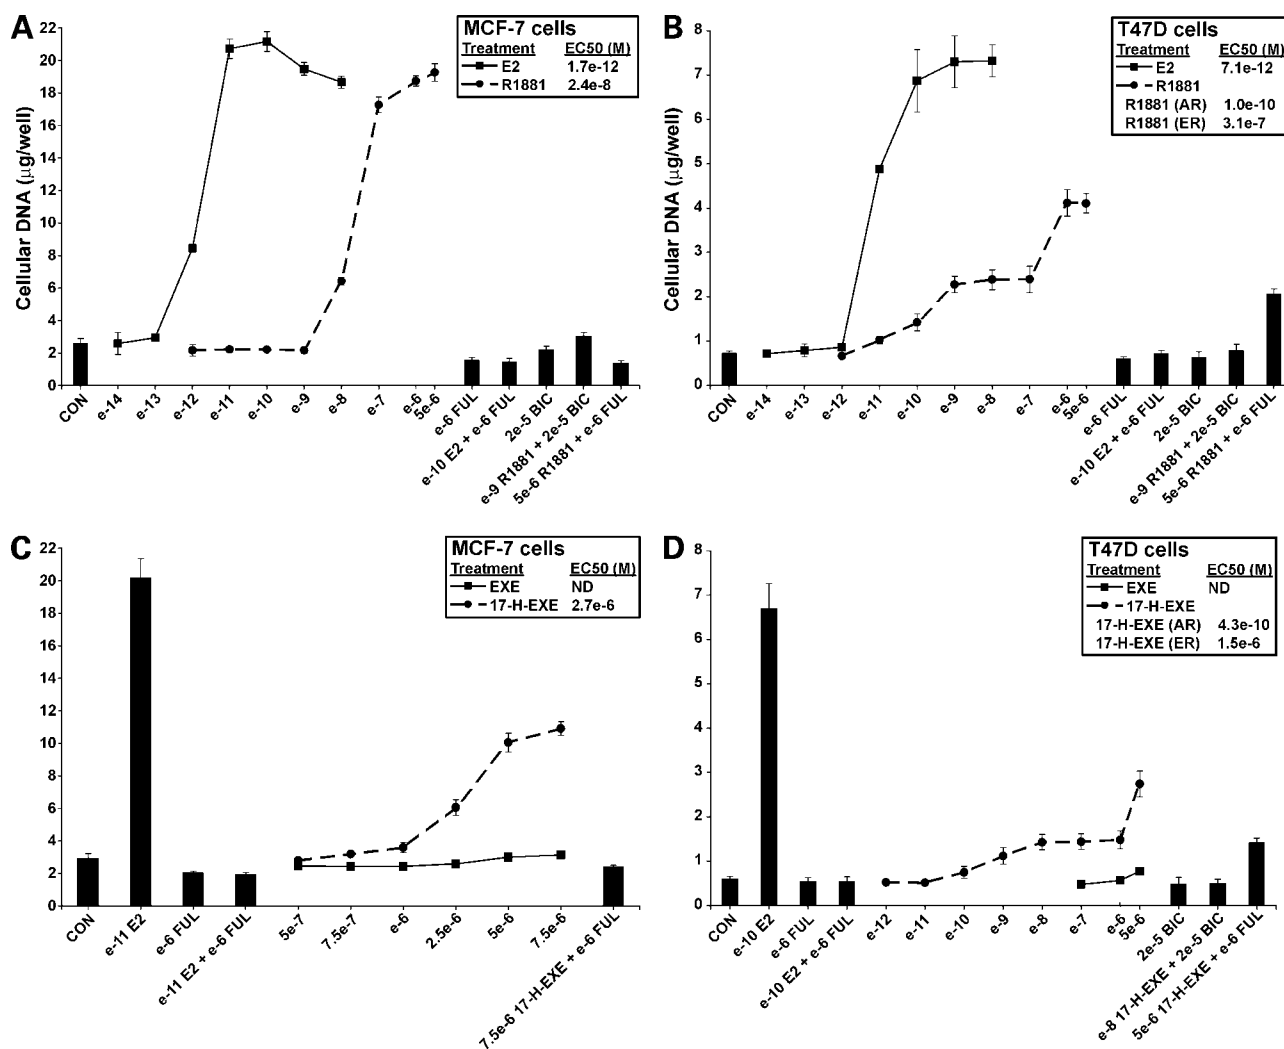 A
MCF-7 cells
Treatment EC50 (M)
E2 1.7e-12
R1881 2.4e-8
Cellular DNA (µg/well)
22
20
18
16
14
12
10
8
6
4
2
0
CON
e-14
e-13
e-12
e-11
e-10
e-9
e-8
e-7
e-6
5e-6
e-6 FUL
e-10 E2 + e-6 FUL
2e-5 BIC
e-9 R1881 + 2e-5 BIC
5e-6 R1881 + e-6 FUL
B
T47D cells
Treatment EC50 (M)
E2 7.1e-12
R1881
R1881 (AR) 1.0e-10
R1881 (ER) 3.1e-7
Cellular DNA (µg/well)
8
7
6
5
4
3
2
1
0
CON
e-14
e-13
e-12
e-11
e-10
e-9
e-8
e-7
e-6
5e-6
e-6 FUL
e-10 E2 + e-6 FUL
2e-5 BIC
e-9 R1881 + 2e-5 BIC
5e-6 R1881 + e-6 FUL
C
MCF-7 cells
Treatment EC50 (M)
EXE ND
17-H-EXE 2.7e-6
22
20
18
16
14
12
10
8
6
4
2
0
CON
e-11 E2
e-6 FUL
e-11 E2 + e-6 FUL
5e-7
7.5e-7
e-6
2.5e-6
5e-6
7.5e-6
7.5e-6 17-H-EXE + e-6 FUL
D
T47D cells
Treatment EC50 (M)
EXE ND
17-H-EXE
17-H-EXE (AR) 4.3e-10
17-H-EXE (ER) 1.5e-6
8
7
6
5
4
3
2
1
0
CON
e-10 E2
e-6 FUL
e-10 E2 + e-6 FUL
e-12
e-11
e-10
e-9
e-8
e-7
e-6
5e-6
2e-5 BIC
e-8 17-H-EXE + 2e-5 BIC
5e-6 17-H-EXE + e-6 FUL